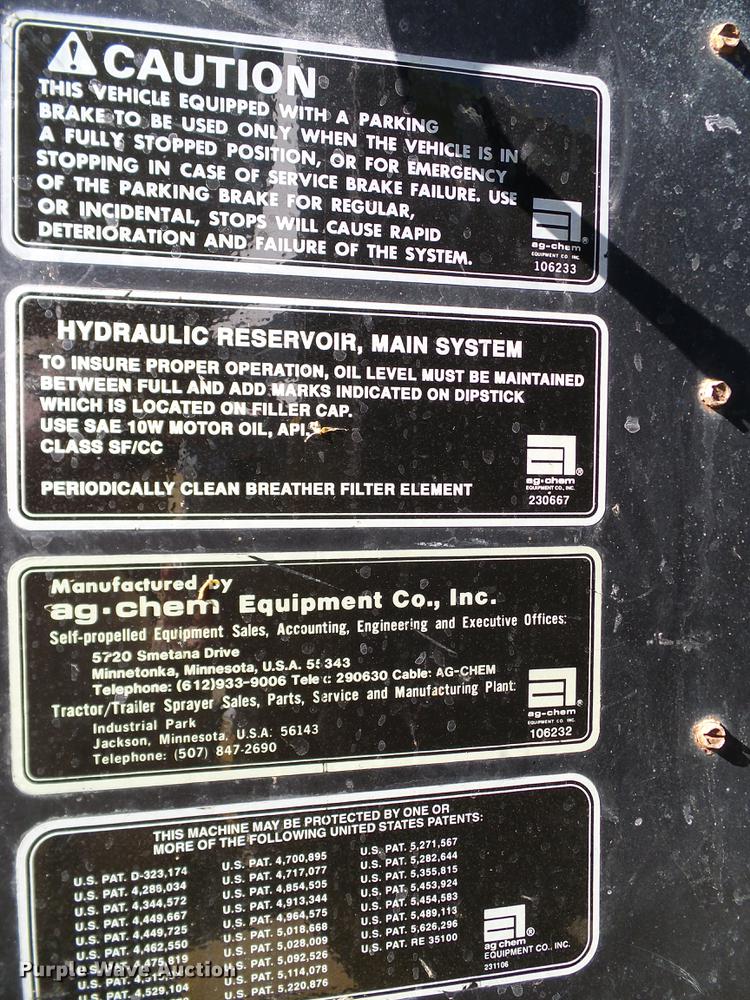 CAUTION
THIS VEHICLE EQUIPPED WITH A PARKING
BRAKE TO BE USED ONLY WHEN THE VEHICLE IS IN
A FULLY STOPPED POSITION, OR FOR EMERGENCY
STOPPING IN CASE OF SERVICE BRAKE FAILURE. USE
OF THE PARKING BRAKE FOR REGULAR,
OR INCIDENTAL, STOPS WILL CAUSE RAPID
DETERIORATION AND FAILURE OF THE SYSTEM.
ag-chem®
EQUIPMENT CO. INC.
106233
HYDRAULIC RESERVOIR, MAIN SYSTEM
TO INSURE PROPER OPERATION, OIL LEVEL MUST BE MAINTAINED
BETWEEN FULL AND ADD MARKS INDICATED ON DIPSTICK
WHICH IS LOCATED ON FILLER CAP.
USE SAE 10W MOTOR OIL, API
CLASS SF/CC
PERIODICALLY CLEAN BREATHER FILTER ELEMENT
ag·chem®
EQUIPMENT CO., INC.
230667
Manufactured by
ag·chem Equipment Co., Inc.
Self-propelled Equipment Sales, Accounting, Engineering and Executive Offices:
5720 Smetana Drive
Minnetonka, Minnesota, U.S.A. 55343
Telephone: (612)933-9006 Telex: 290630 Cable: AG-CHEM
Tractor/Trailer Sprayer Sales, Parts, Service and Manufacturing Plant:
Industrial Park
Jackson, Minnesota, U.S.A. 56143
Telephone: (507) 847-2690
ag-chem®
EQUIPMENT CO. INC.
106232
THIS MACHINE MAY BE PROTECTED BY ONE OR
MORE OF THE FOLLOWING UNITED STATES PATENTS:
U.S. PAT. D-323,174
U.S. PAT. 4,286,034
U.S. PAT. 4,344,572
U.S. PAT. 4,449,667
U.S. PAT. 4,449,725
U.S. PAT. 4,462,550
U.S. PAT. 4,475,819
U.S. PAT.
U.S. PAT. 4,529,104
U.S. PAT. 4,700,895
U.S. PAT. 4,717,077
U.S. PAT. 4,854,505
U.S. PAT. 4,913,344
U.S. PAT. 4,964,575
U.S. PAT. 5,018,668
U.S. PAT. 5,028,009
U.S. PAT. 5,092,526
U.S. PAT. 5,114,078
U.S. PAT. 5,220,876
U.S. PAT. 5,271,567
U.S. PAT. 5,282,644
U.S. PAT. 5,355,815
U.S. PAT. 5,453,924
U.S. PAT. 5,454,583
U.S. PAT. 5,489,113
U.S. PAT. 5,626,296
U.S. PAT. RE 35100
ag chem®
EQUIPMENT CO., INC.
231106
Purple Wave Auction